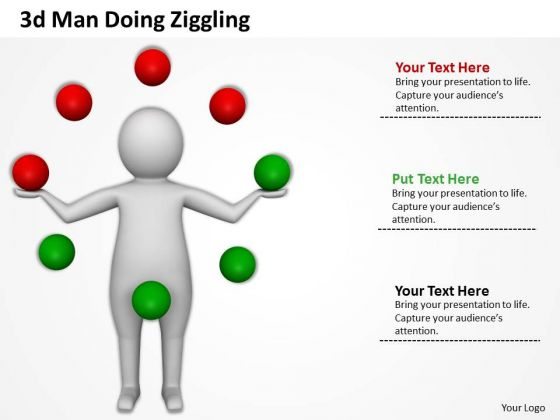 3d Man Doing Ziggling
Your Text Here
Bring your presentation to life.
Capture your audience's
attention.
Put Text Here
Bring your presentation to life.
Capture your audience's
attention.
Your Text Here
Bring your presentation to life.
Capture your audience's
attention.
Your Logo